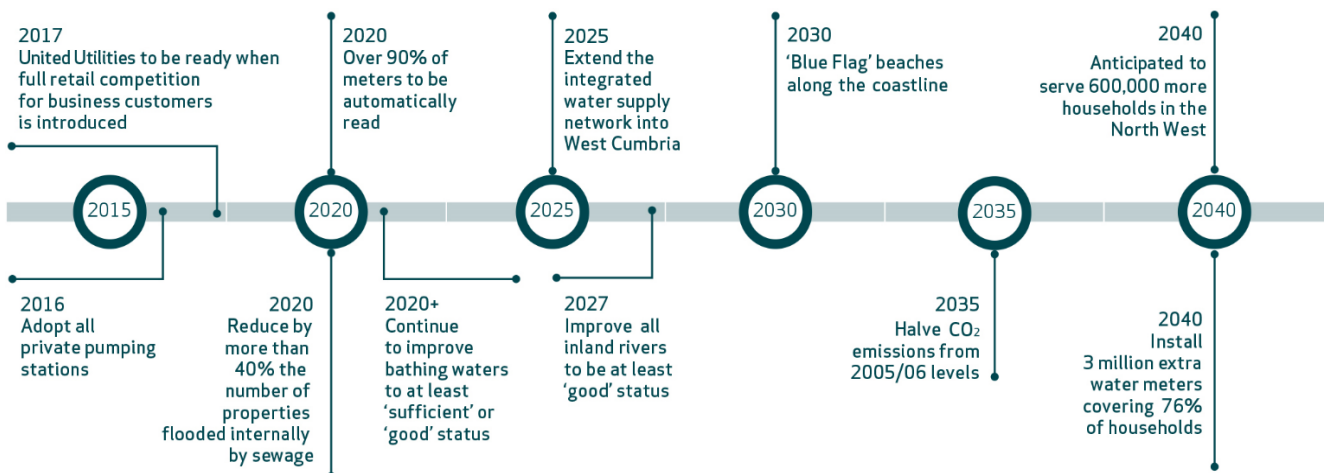 2017
United Utilities to be ready when
full retail competition
for business customers
is introduced
2020
Over 90% of
meters to be
automatically
read
2025
Extend the
integrated
water supply
network into
West Cumbria
2030
‘Blue Flag’ beaches
along the coastline
2040
Anticipated to
serve 600,000 more
households in the
North West
2015
2020
2025
2030
2035
2040
2016
Adopt all
private pumping
stations
2020
Reduce by
more than
40% the
number of
properties
flooded internally
by sewage
2020+
Continue
to improve
bathing waters
to at least
‘sufficient’ or
‘good’ status
2027
Improve all
inland rivers
to be at least
‘good’ status
2035
Halve CO₂
emissions from
2005/06 levels
2040
Install
3 million extra
water meters
covering 76%
of households